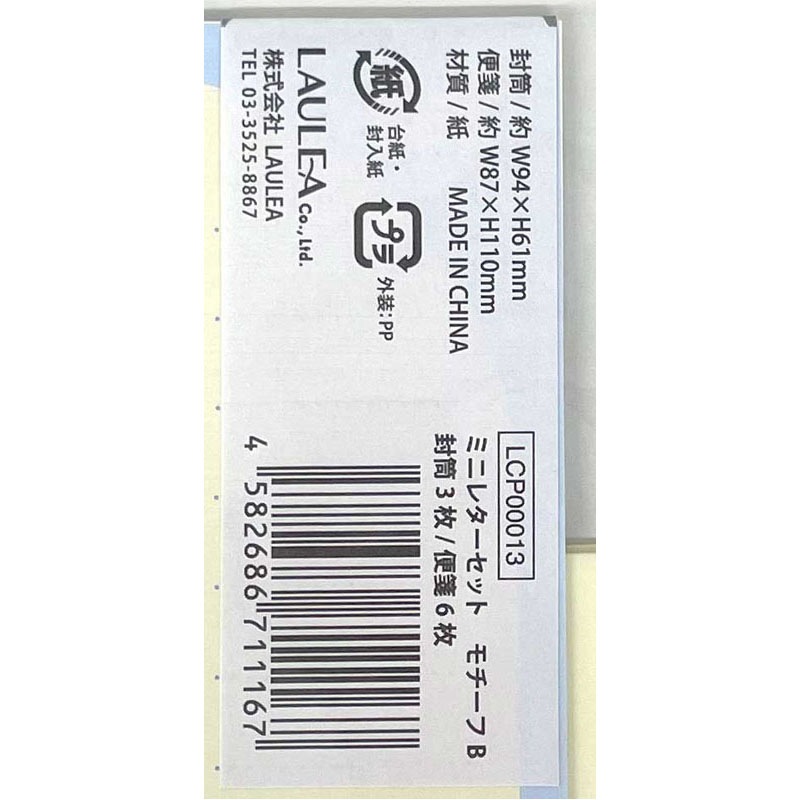 封筒/約 W94×H61mm
便箋/約 W87×H110mm
材質/紙 MADE IN CHINA
紙
台紙・
封入紙
プラ
外装:PP
LAULEA Co., Ltd.
株式会社 LAULEA
TEL 03-3525-8867
LCP00013
ミニレターセット モチーフB
封筒3枚/便箋6枚
4 582686 711167